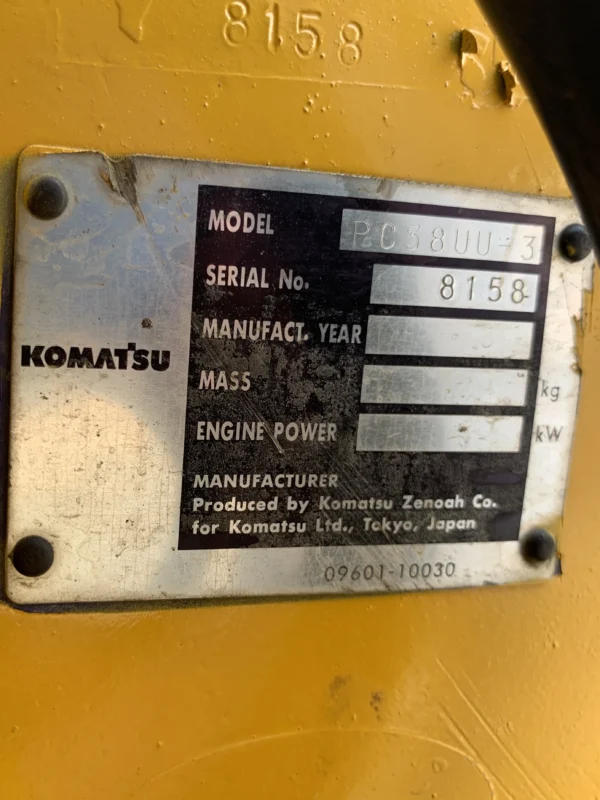 8158
MODEL PC38UU-3
SERIAL No. 8158
MANUFACT. YEAR
KOMATSU
MASS kg
ENGINE POWER kW
MANUFACTURER
Produced by Komatsu Zenoah Co.
for Komatsu Ltd., Tokyo, Japan
09601-10030